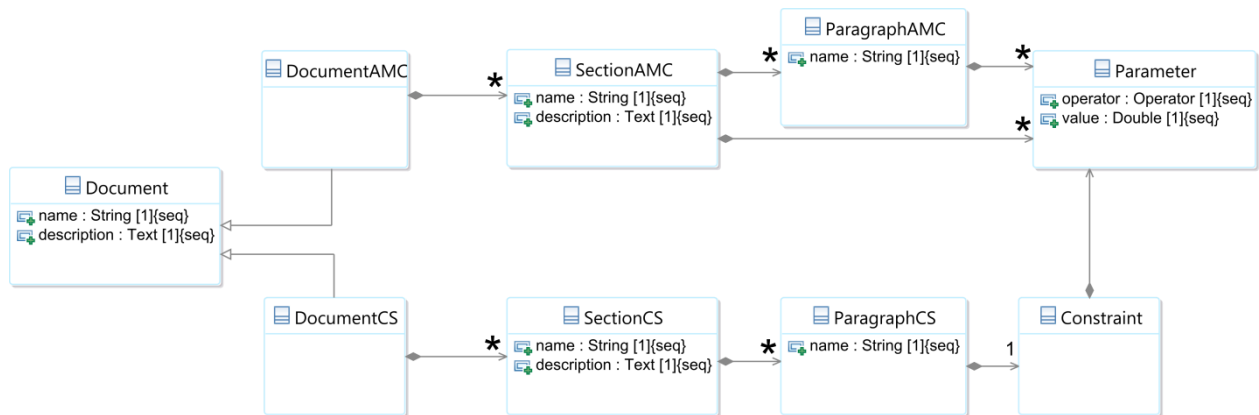 DocumentAMC
*
SectionAMC
name : String [1]{seq}
description : Text [1]{seq}
*
ParagraphAMC
name : String [1]{seq}
*
*
Parameter
operator : Operator [1]{seq}
value : Double [1]{seq}
Document
name : String [1]{seq}
description : Text [1]{seq}
DocumentCS
*
SectionCS
name : String [1]{seq}
description : Text [1]{seq}
*
ParagraphCS
name : String [1]{seq}
1
Constraint